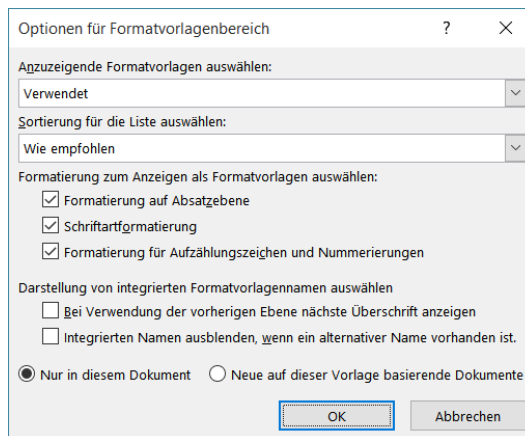 Optionen für Formatvorlagenbereich
Anzuzeigende Formatvorlagen auswählen:
Verwendet
Sortierung für die Liste auswählen:
Wie empfohlen
Formatierung zum Anzeigen als Formatvorlagen auswählen:
Formatierung auf Absatzebene
Schriftartformatierung
Formatierung für Aufzählungszeichen und Nummerierungen
Darstellung von integrierten Formatvorlagennamen auswählen
Bei Verwendung der vorherigen Ebene nächste Überschrift anzeigen
Integrierten Namen ausblenden, wenn ein alternativer Name vorhanden ist.
Nur in diesem Dokument Neue auf dieser Vorlage basierende Dokumente
OK Abbrechen